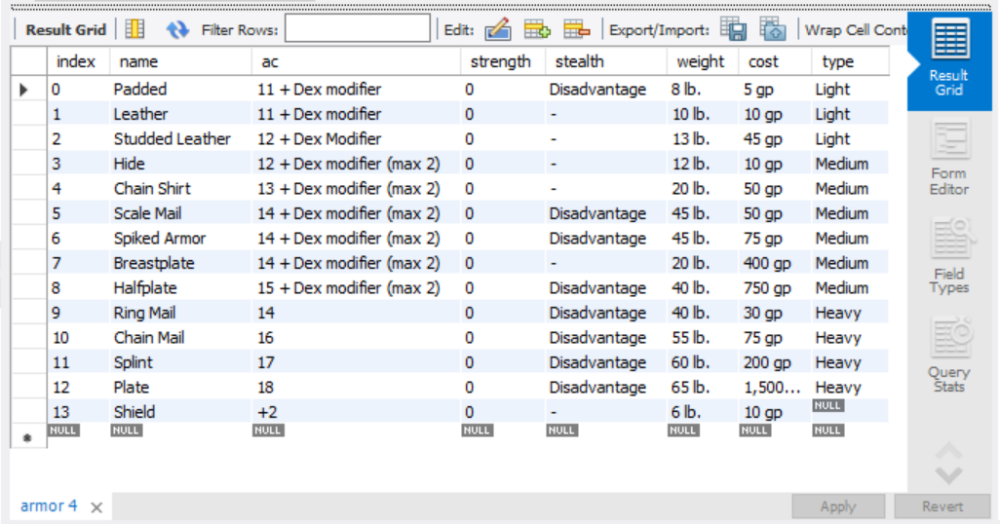 Result Grid Filter Rows: Edit: Export/Import: Wrap Cell Conte
index name ac strength stealth weight cost type
0 Padded 11 + Dex modifier 0 Disadvantage 8 lb. 5 gp Light
1 Leather 11 + Dex modifier 0 - 10 lb. 10 gp Light
2 Studded Leather 12 + Dex Modifier 0 - 13 lb. 45 gp Light
3 Hide 12 + Dex modifier (max 2) 0 - 12 lb. 10 gp Medium
4 Chain Shirt 13 + Dex modifier (max 2) 0 - 20 lb. 50 gp Medium
5 Scale Mail 14 + Dex modifier (max 2) 0 Disadvantage 45 lb. 50 gp Medium
6 Spiked Armor 14 + Dex modifier (max 2) 0 Disadvantage 45 lb. 75 gp Medium
7 Breastplate 14 + Dex modifier (max 2) 0 - 20 lb. 400 gp Medium
8 Halfplate 15 + Dex modifier (max 2) 0 Disadvantage 40 lb. 750 gp Medium
9 Ring Mail 14 0 Disadvantage 40 lb. 30 gp Heavy
10 Chain Mail 16 0 Disadvantage 55 lb. 75 gp Heavy
11 Splint 17 0 Disadvantage 60 lb. 200 gp Heavy
12 Plate 18 0 Disadvantage 65 lb. 1,500... Heavy
13 Shield +2 0 - 6 lb. 10 gp NULL
NULL NULL NULL NULL NULL NULL NULL NULL
Result
Grid
Form
Editor
Field
Types
Query
Stats
armor 4 Apply Revert